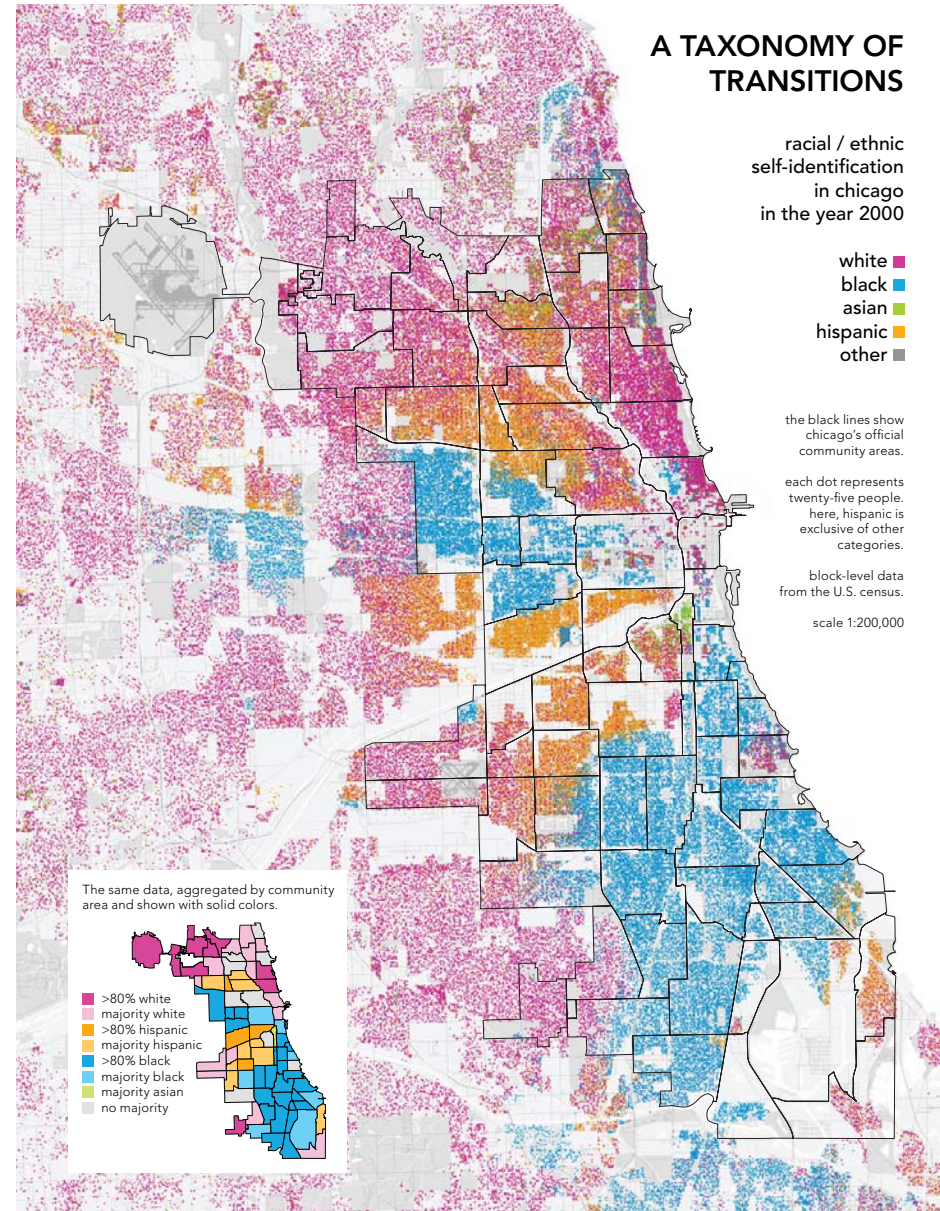 A TAXONOMY OF
TRANSITIONS
racial / ethnic
self-identification
in chicago
in the year 2000
white
black
asian
hispanic
other
the black lines show
chicago's official
community areas.
each dot represents
twenty-five people.
here, hispanic is
exclusive of other
categories.
block-level data
from the U.S. census.
scale 1:200,000
The same data, aggregated by community
area and shown with solid colors.
>80% white
majority white
>80% hispanic
majority hispanic
>80% black
majority black
majority asian
no majority